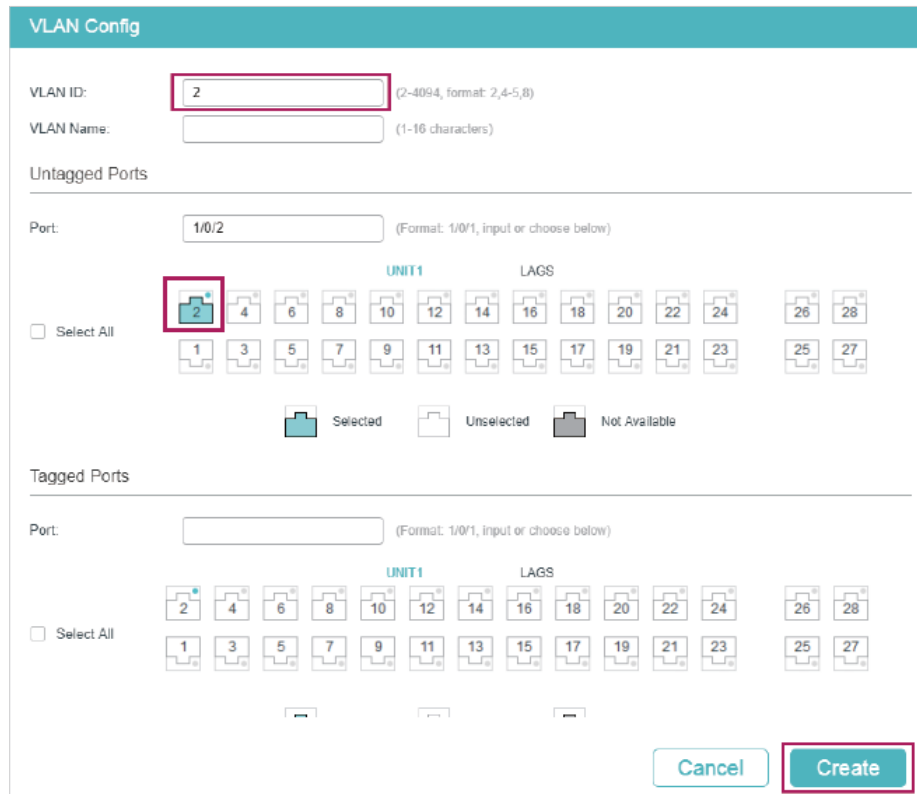 VLAN Config
VLAN ID: 2 (2-4094, format: 2,4-5,8)
VLAN Name: (1-16 characters)
Untagged Ports
Port: 1/0/2 (Format: 1/0/1, input or choose below)
UNIT1 LAGS
2 4 6 8 10 12 14 16 18 20 22 24 26 28
Select All
1 3 5 7 9 11 13 15 17 19 21 23 25 27
Selected Unselected Not Available
Tagged Ports
Port: (Format: 1/0/1, input or choose below)
UNIT1 LAGS
2 4 6 8 10 12 14 16 18 20 22 24 26 28
Select All
1 3 5 7 9 11 13 15 17 19 21 23 25 27
Cancel Create